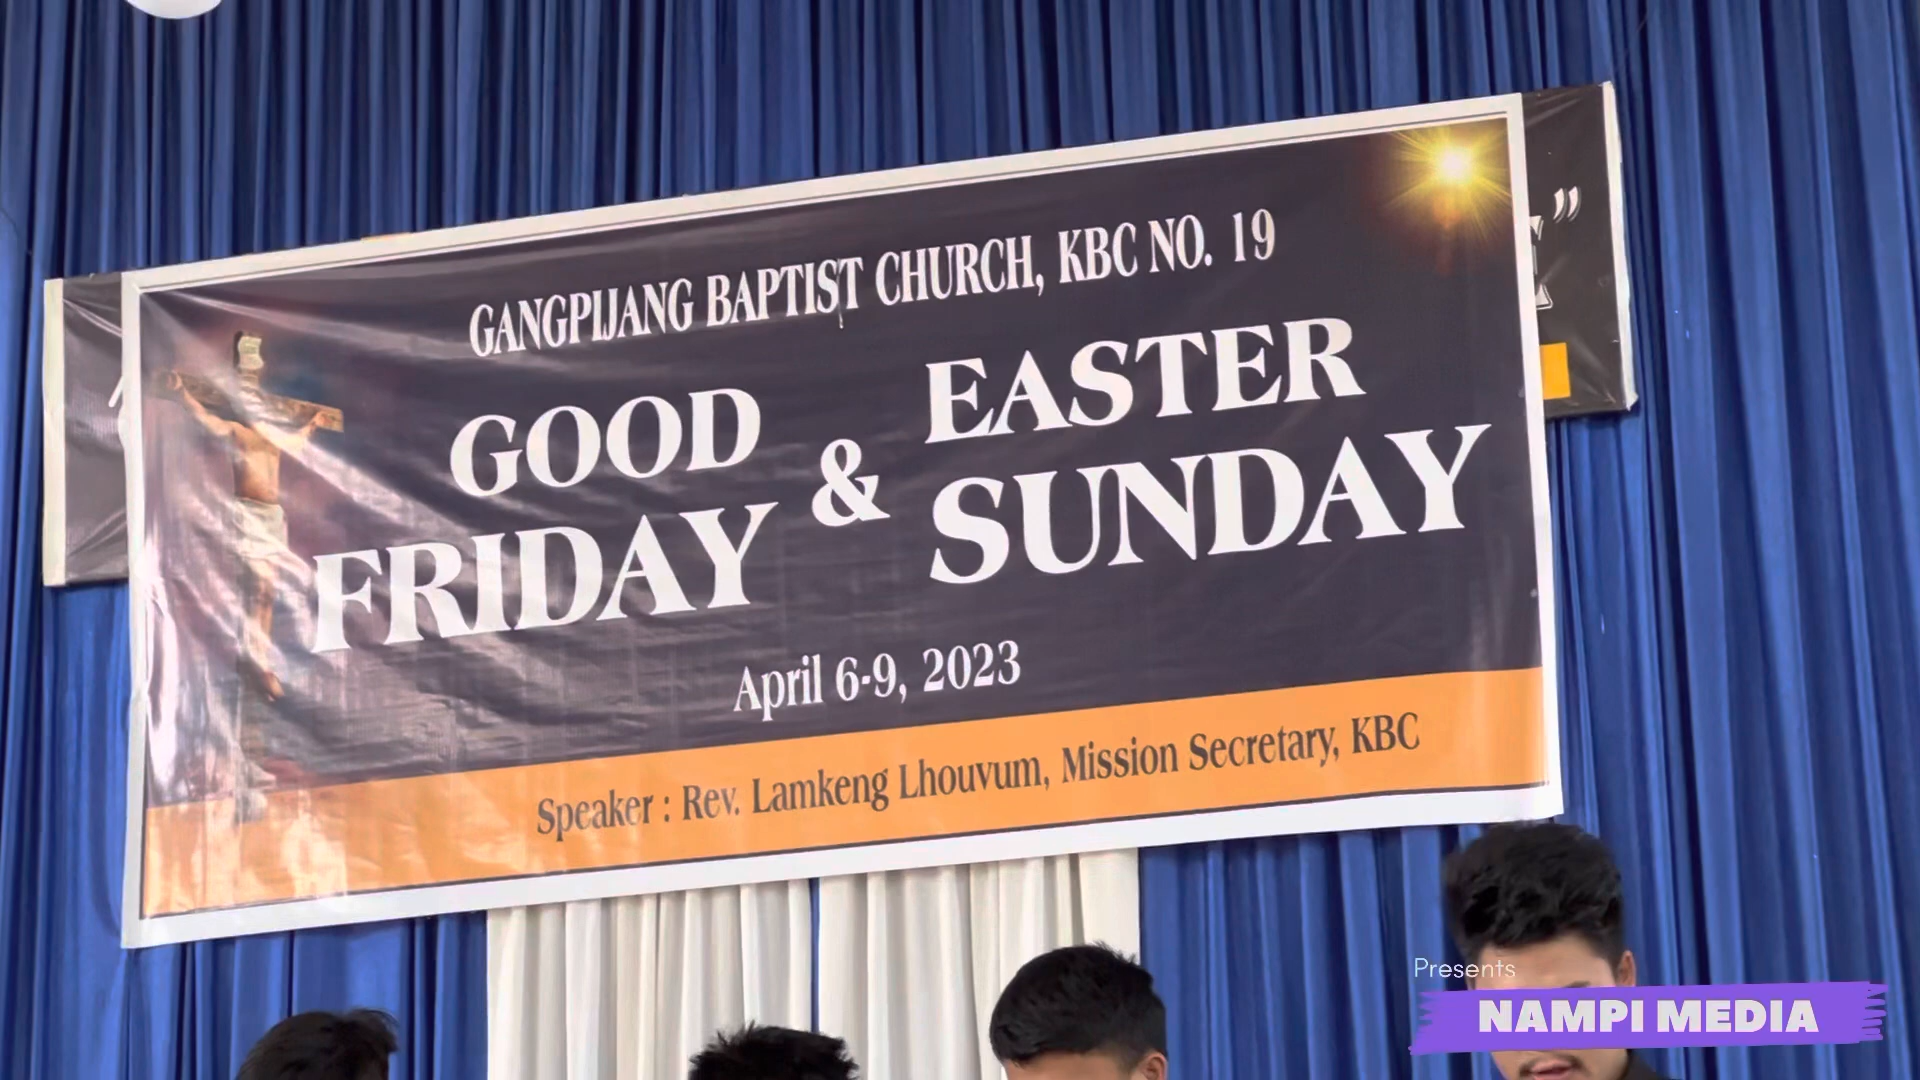 GANGPIJANG BAPTIST CHURCH, KBC NO. 19
GOOD
FRIDAY
&
EASTER
SUNDAY
April 6-9, 2023
Speaker : Rev. Lamkeng Lhouvum, Mission Secretary, KBC
Presents
NAMPI MEDIA